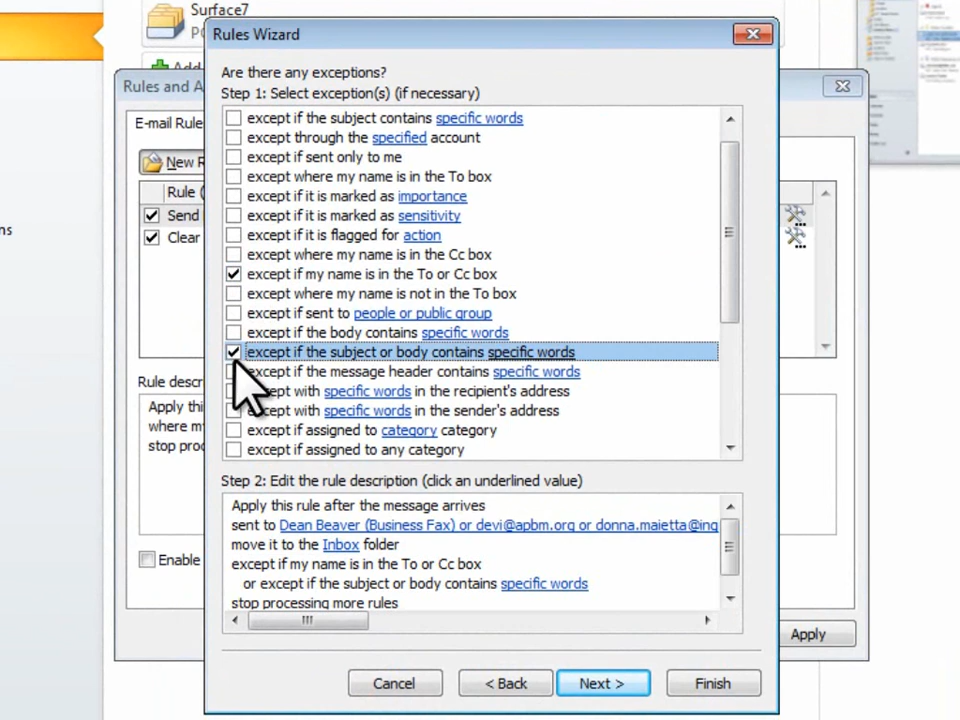 Surface7
Add
Rules Wizard
Rules and A
Are there any exceptions?
Step 1: Select exception(s) (if necessary)
E-mail Rule
New R
Rule (
Send
Clear
except if the subject contains specific words
except through the specified account
except if sent only to me
except where my name is in the To box
except if it is marked as importance
except if it is marked as sensitivity
except if it is flagged for action
except where my name is in the Cc box
except if my name is in the To or Cc box
except where my name is not in the To box
except if sent to people or public group
except if the body contains specific words
except if the subject or body contains specific words
except if the message header contains specific words
except with specific words in the recipient's address
except with specific words in the sender's address
except if assigned to category category
except if assigned to any category
Rule descr
Apply thi
where m
stop proc
Enable
Step 2: Edit the rule description (click an underlined value)
Apply this rule after the message arrives
sent to Dean Beaver (Business Fax) or devi@apbm.org or donna.maietta@ing
move it to the Inbox folder
except if my name is in the To or Cc box
or except if the subject or body contains specific words
stop processing more rules
Apply
Cancel
< Back
Next >
Finish